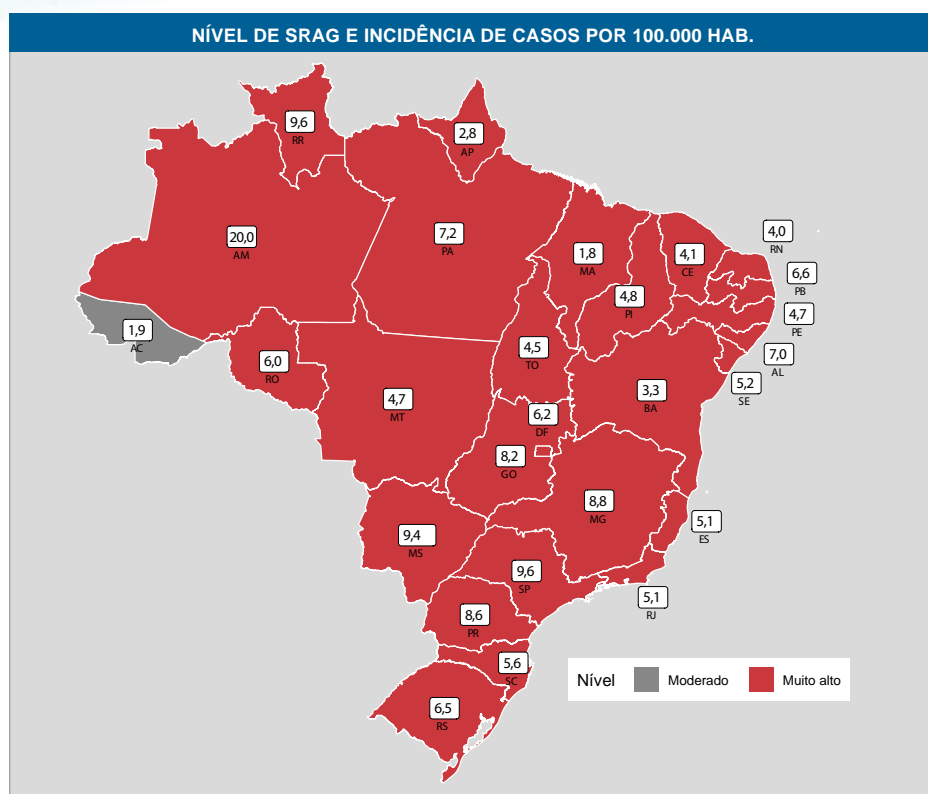 NÍVEL DE SRAG E INCIDÊNCIA DE CASOS POR 100.000 HAB.
9,6
RR
2,8
AP
20,0
AM
7,2
PA
1,8
MA
4,1
CE
4,0
RN
6,6
PB
4,8
PI
4,7
PE
1,9
AC
6,0
RO
4,5
TO
7,0
AL
5,2
SE
4,7
MT
3,3
BA
6,2
DF
8,2
GO
8,8
MG
5,1
ES
9,4
MS
9,6
SP
5,1
RJ
8,6
PR
5,6
SC
6,5
RS
Nível Moderado Muito alto